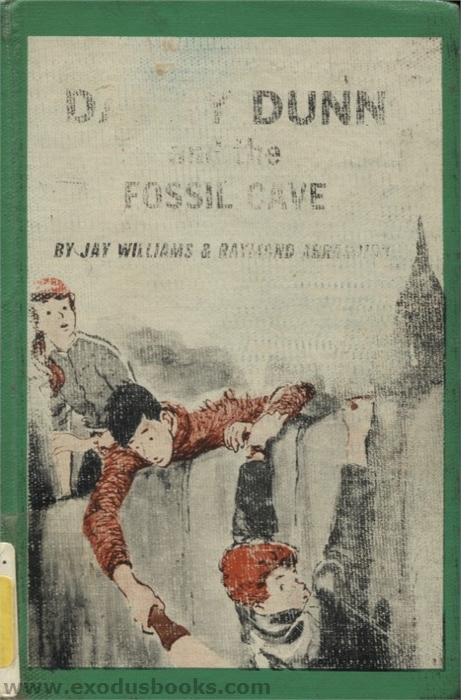 DUNN
and the
FOSSIL CAVE
BY JAY WILLIAMS & RAYMOND
www.exodusbooks.com